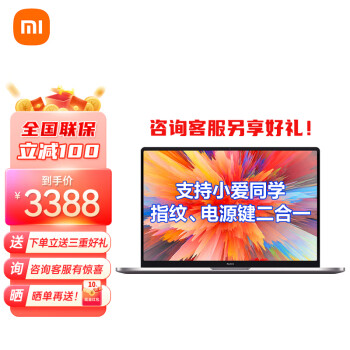 mi
咨询客服另享好礼！
全国联保
立减100
到手价
￥3388
支持小爱同学
指纹、电源键二合一
送 下单立送三重好礼
询 咨询客服有惊喜
晒 晒单再送！
10